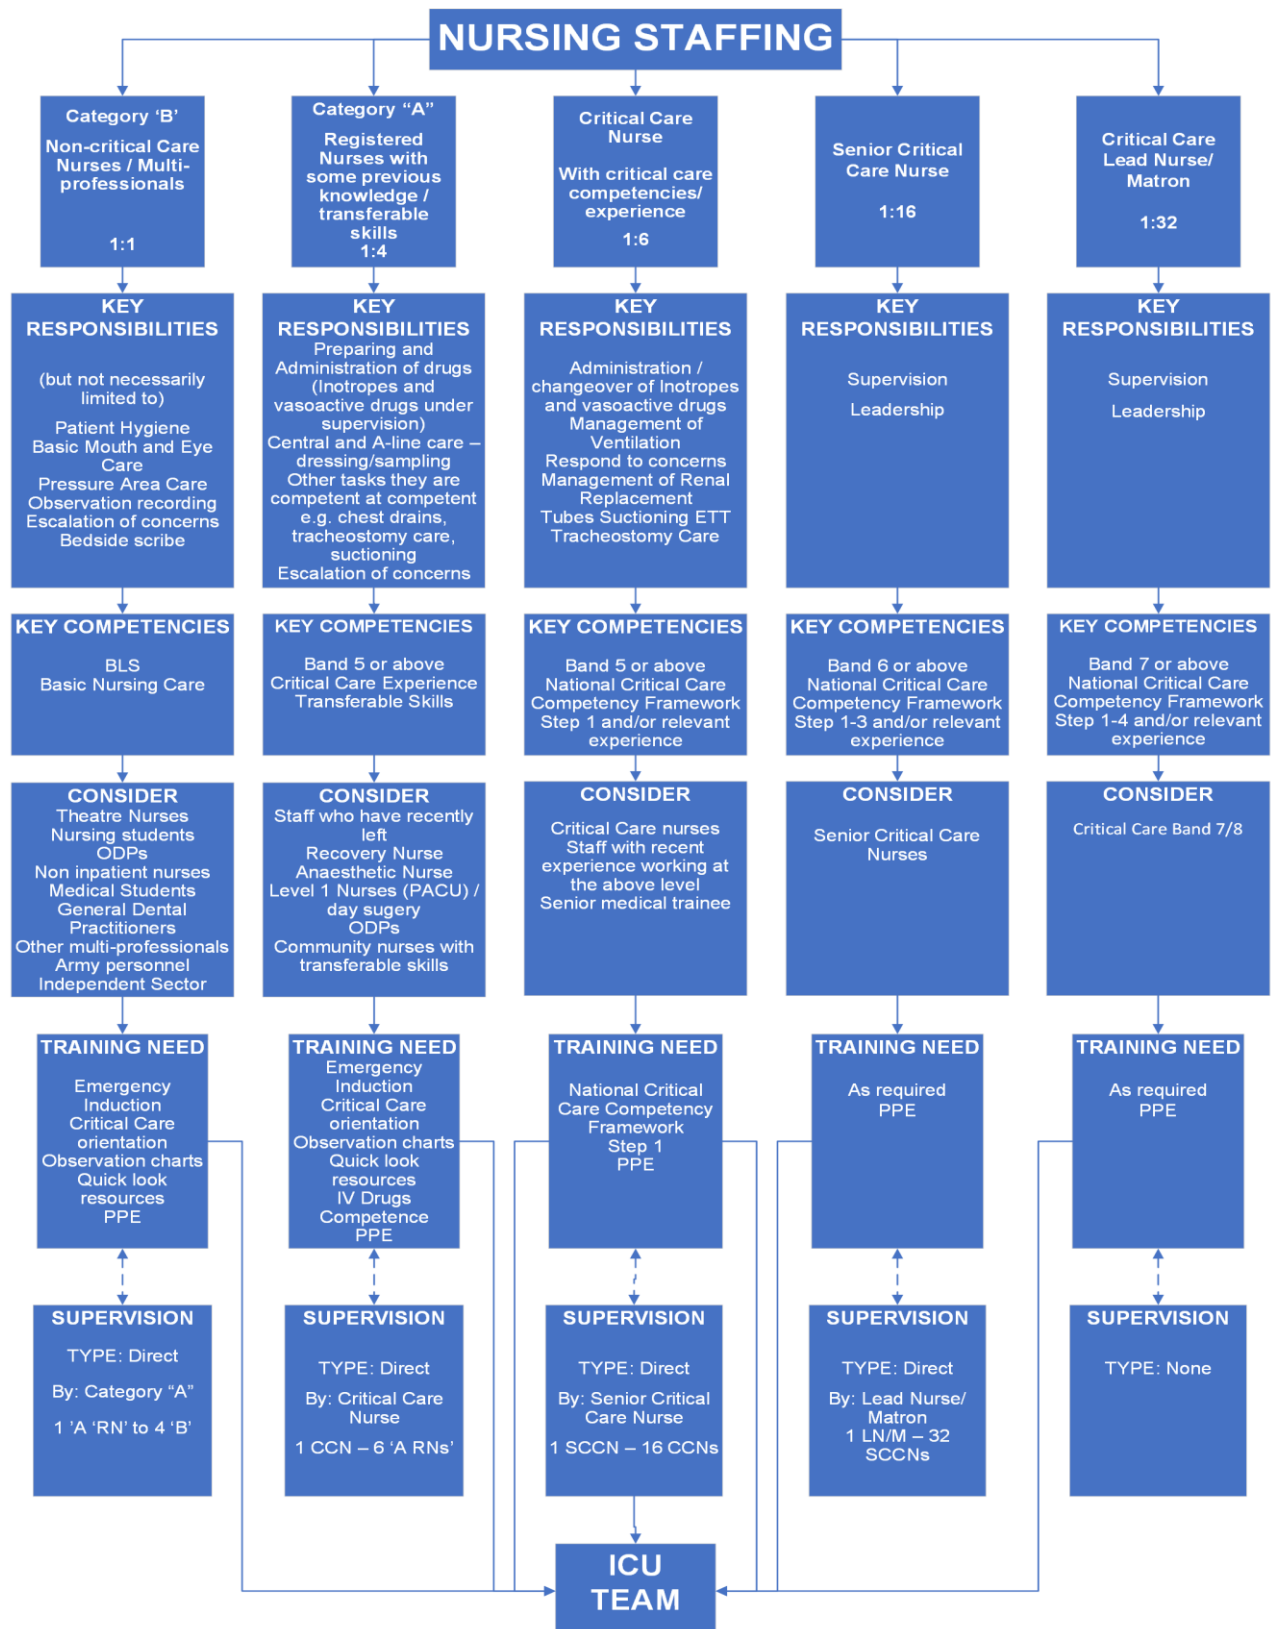 NURSING STAFFING
Category ‘B’
Non-critical Care
Nurses / Multi-
professionals
1:1
Category “A”
Registered
Nurses with
some previous
knowledge /
transferable
skills
1:4
Critical Care
Nurse
With critical care
competencies/
experience
1:6
Senior Critical
Care Nurse
1:16
Critical Care
Lead Nurse/
Matron
1:32
KEY
RESPONSIBILITIES
(but not necessarily
limited to)
Patient Hygiene
Basic Mouth and Eye
Care
Pressure Area Care
Observation recording
Escalation of concerns
Bedside scribe
KEY
RESPONSIBILITIES
Preparing and
Administration of drugs
(Inotropes and
vasoactive drugs under
supervision)
Central and A-line care –
dressing/sampling
Other tasks they are
competent at competent
e.g. chest drains,
tracheostomy care,
suctioning
Escalation of concerns
KEY
RESPONSIBILITIES
Administration /
changeover of Inotropes
and vasoactive drugs
Management of
Ventilation
Respond to concerns
Management of Renal
Replacement
Tubes Suctioning ETT
Tracheostomy Care
KEY
RESPONSIBILITIES
Supervision
Leadership
KEY
RESPONSIBILITIES
Supervision
Leadership
KEY COMPETENCIES
BLS
Basic Nursing Care
KEY COMPETENCIES
Band 5 or above
Critical Care Experience
Transferable Skills
KEY COMPETENCIES
Band 5 or above
National Critical Care
Competency Framework
Step 1 and/or relevant
experience
KEY COMPETENCIES
Band 6 or above
National Critical Care
Competency Framework
Step 1-3 and/or relevant
experience
KEY COMPETENCIES
Band 7 or above
National Critical Care
Competency Framework
Step 1-4 and/or relevant
experience
CONSIDER
Theatre Nurses
Nursing students
ODPs
Non inpatient nurses
Medical Students
General Dental
Practitioners
Other multi-professionals
Army personnel
Independent Sector
CONSIDER
Staff who have recently
left
Recovery Nurse
Anaesthetic Nurse
Level 1 Nurses (PACU) /
day sugery
ODPs
Community nurses with
transferable skills
CONSIDER
Critical Care nurses
Staff with recent
experience working at
the above level
Senior medical trainee
CONSIDER
Senior Critical Care
Nurses
CONSIDER
Critical Care Band 7/8
TRAINING NEED
Emergency
Induction
Critical Care
orientation
Observation charts
Quick look
resources
PPE
TRAINING NEED
Emergency
Induction
Critical Care
orientation
Observation charts
Quick look
resources
IV Drugs
Competence
PPE
TRAINING NEED
National Critical
Care Competency
Framework
Step 1
PPE
TRAINING NEED
As required
PPE
TRAINING NEED
As required
PPE
SUPERVISION
TYPE: Direct
By: Category “A”
1 ’A ‘RN’ to 4 ‘B’
SUPERVISION
TYPE: Direct
By: Critical Care
Nurse
1 CCN – 6 ‘A RNs’
SUPERVISION
TYPE: Direct
By: Senior Critical
Care Nurse
1 SCCN – 16 CCNs
SUPERVISION
TYPE: Direct
By: Lead Nurse/
Matron
1 LN/M – 32
SCCNs
SUPERVISION
TYPE: None
ICU
TEAM